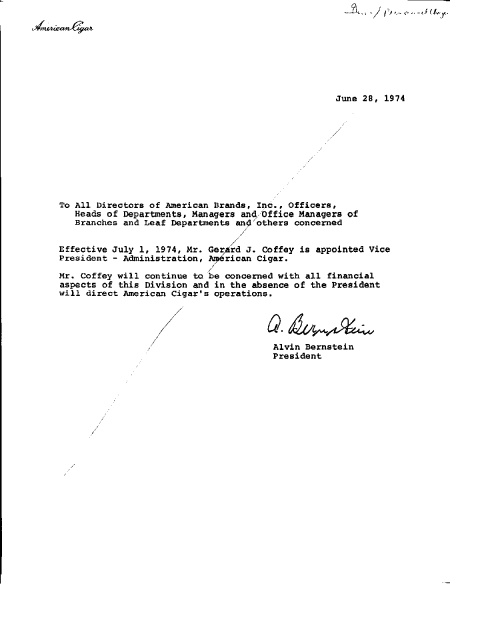 American Cigar
June 28, 1974
To All Directors of American Brands, Inc., Officers,
Heads of Departments, Managers and Office Managers of
Branches and Leaf Departments and others concerned
Effective July 1, 1974, Mr. Gerard J. Coffey is appointed Vice
President - Administration, American Cigar.
Mr. Coffey will continue to be concerned with all financial
aspects of this Division and in the absence of the President
will direct American Cigar's operations.
A. Bernstein
Alvin Bernstein
President